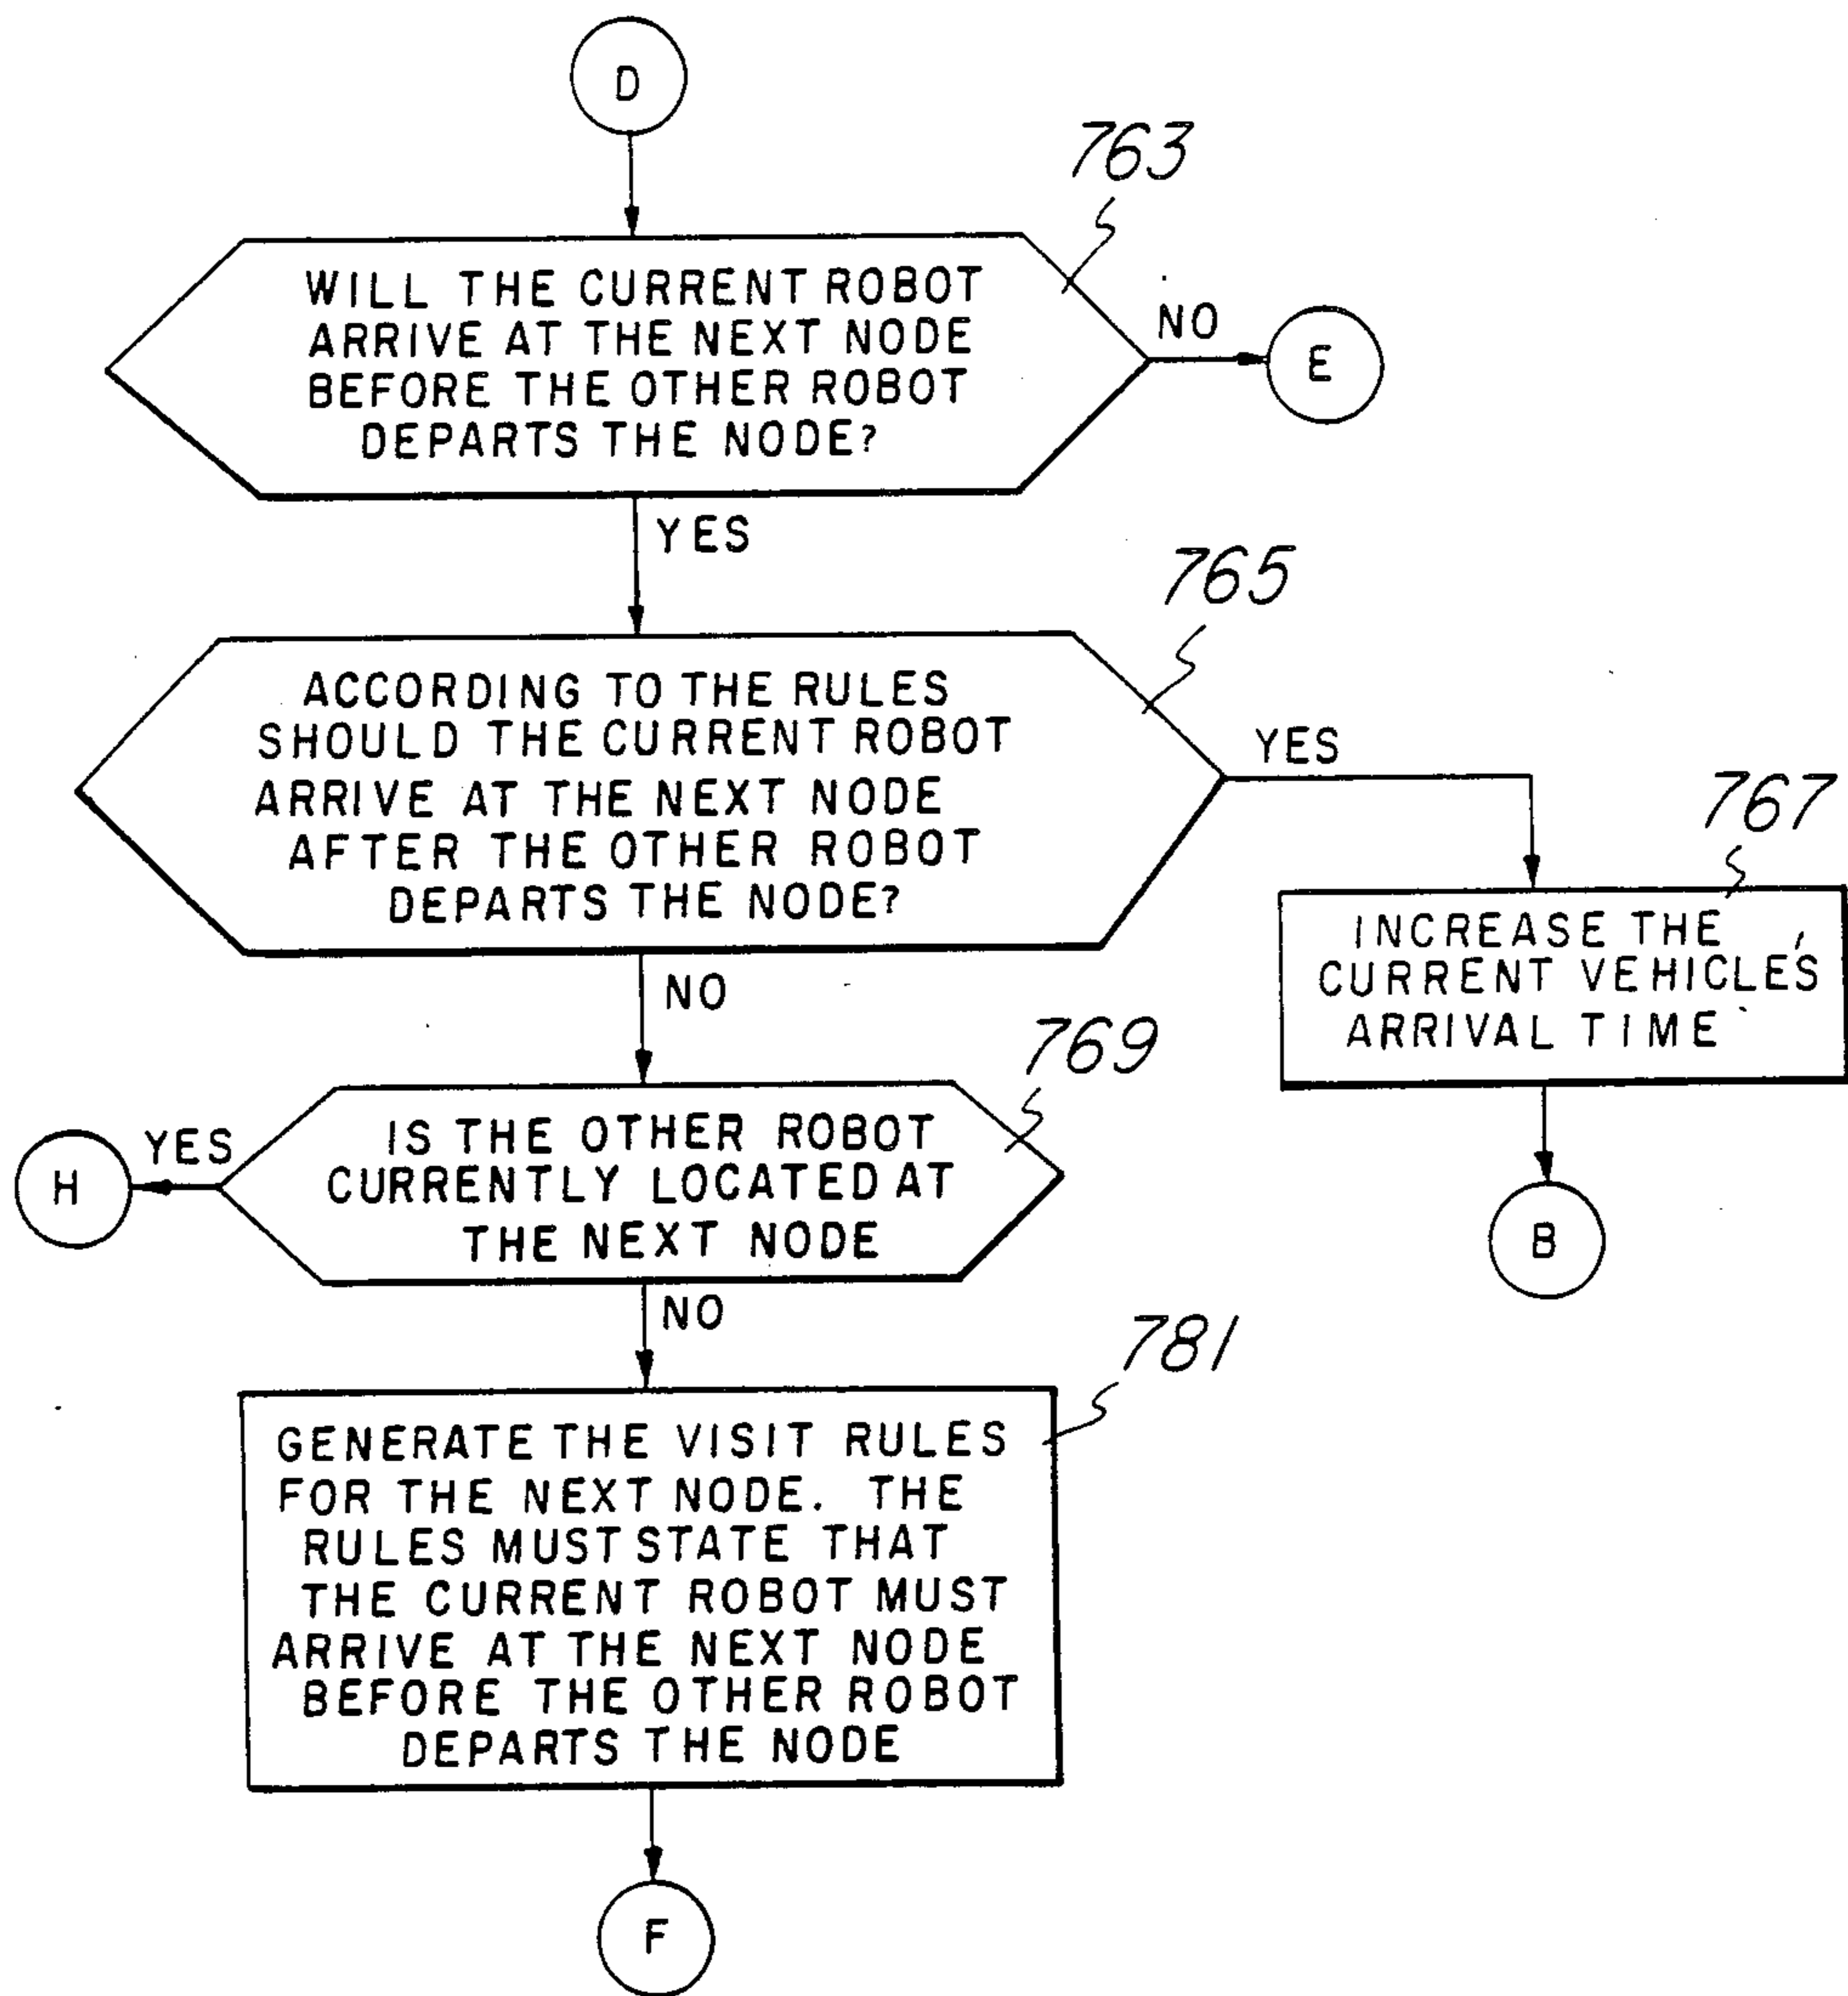 D
763
WILL THE CURRENT ROBOT
ARRIVE AT THE NEXT NODE
BEFORE THE OTHER ROBOT
DEPARTS THE NODE?
NO
E
YES
765
ACCORDING TO THE RULES
SHOULD THE CURRENT ROBOT
ARRIVE AT THE NEXT NODE
AFTER THE OTHER ROBOT
DEPARTS THE NODE?
YES
767
INCREASE THE
CURRENT VEHICLE'S
ARRIVAL TIME
B
NO
769
IS THE OTHER ROBOT
CURRENTLY LOCATED AT
THE NEXT NODE
YES
H
NO
781
GENERATE THE VISIT RULES
FOR THE NEXT NODE. THE
RULES MUST STATE THAT
THE CURRENT ROBOT MUST
ARRIVE AT THE NEXT NODE
BEFORE THE OTHER ROBOT
DEPARTS THE NODE
F